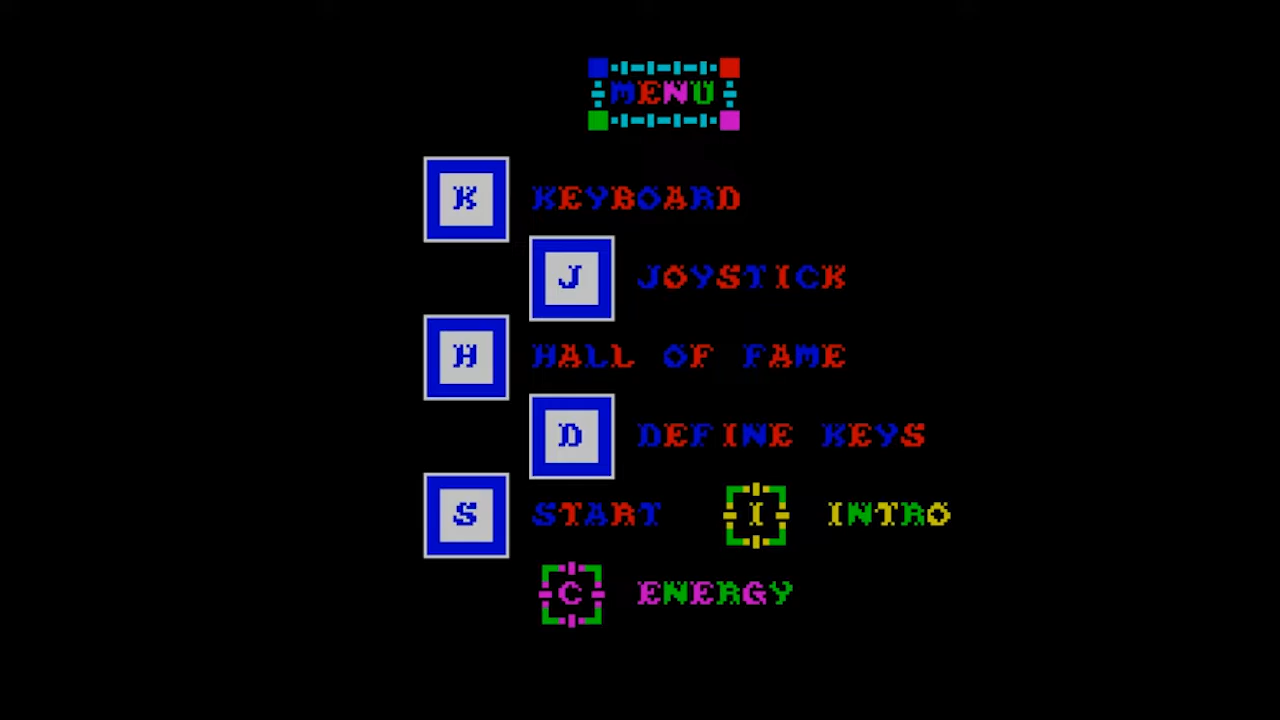 MENU
K KEYBOARD
J JOYSTICK
H HALL OF FAME
D DEFINE KEYS
S START I INTRO
C ENERGY